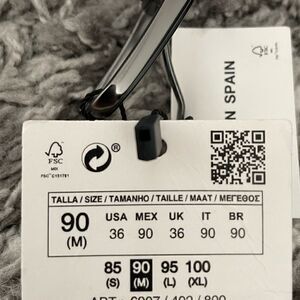 N SPAIN
FSC
MIX
TALLA / SIZE / TAMANHO / TAILLE / MAAT / ΜΕΓΕΘΟΣ
90 (M)
USA MEX UK IT BR
36 90 36 90 90
85 90 95 100
(S) (M) (L) (XL)